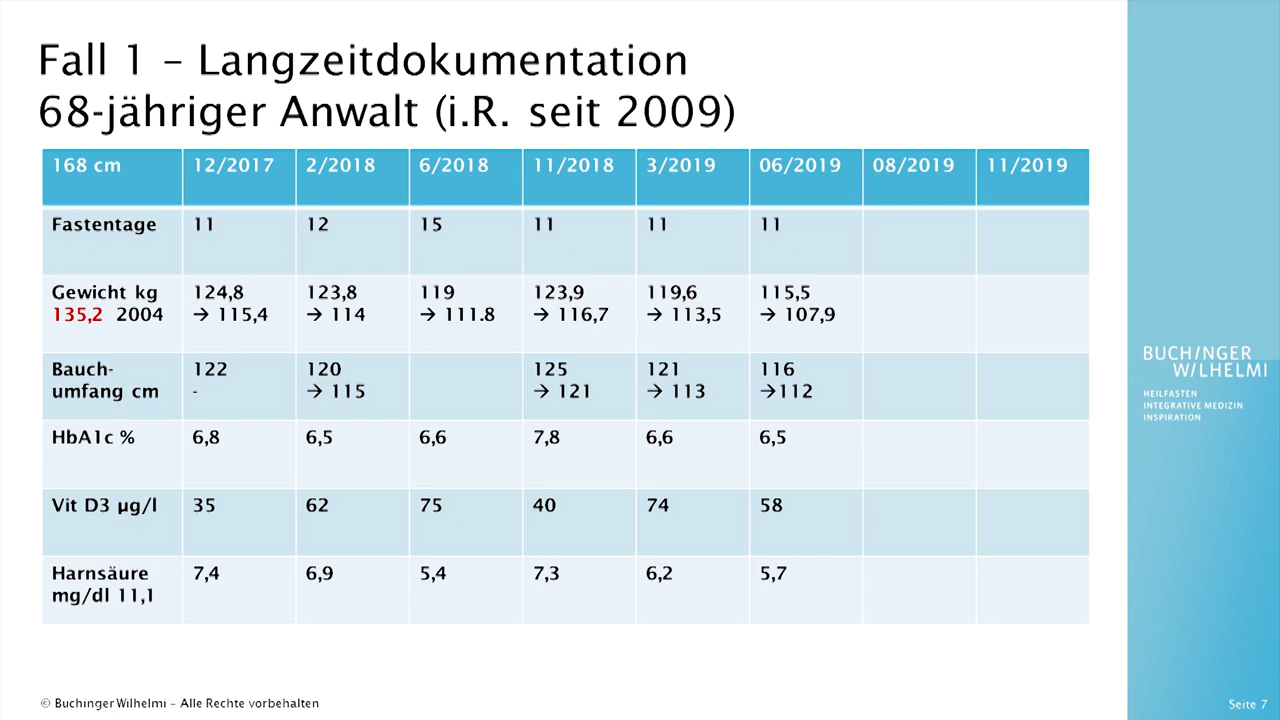 Fall 1 – Langzeitdokumentation
68-jähriger Anwalt (i.R. seit 2009)
168 cm 12/2017 2/2018 6/2018 11/2018 3/2019 06/2019 08/2019 11/2019
Fastentage 11 12 15 11 11 11
Gewicht kg 124,8 123,8 119 123,9 119,6 115,5
135,2 2004 → 115,4 → 114 → 111.8 → 116,7 → 113,5 → 107,9
Bauch- 122 120 125 121 116
umfang cm - → 115 → 121 → 113 →112
HbA1c % 6,8 6,5 6,6 7,8 6,6 6,5
Vit D3 µg/l 35 62 75 40 74 58
Harnsäure 7,4 6,9 5,4 7,3 6,2 5,7
mg/dl 11,1
BUCHINGER
WILHELMI
HEILFASTEN
INTEGRATIVE MEDIZIN
INSPIRATION
© Buchinger Wilhelmi – Alle Rechte vorbehalten
Seite 7